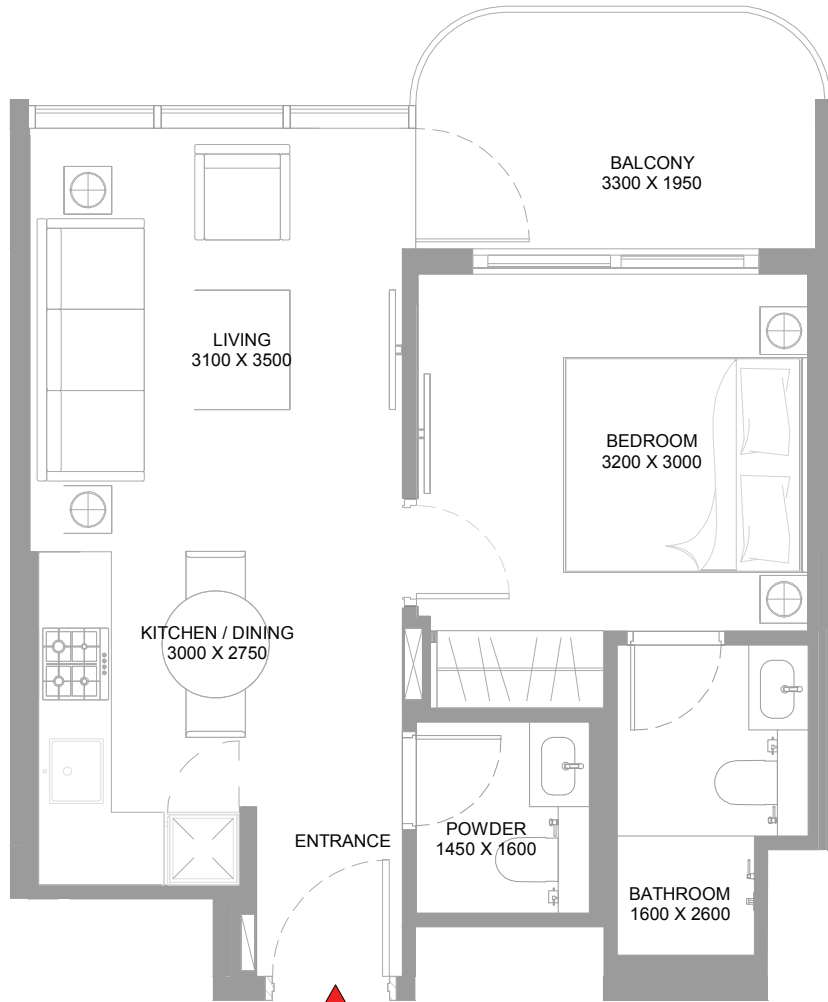 BALCONY
3300 X 1950
LIVING
3100 X 3500
BEDROOM
3200 X 3000
KITCHEN / DINING
3000 X 2750
ENTRANCE
POWDER
1450 X 1600
BATHROOM
1600 X 2600